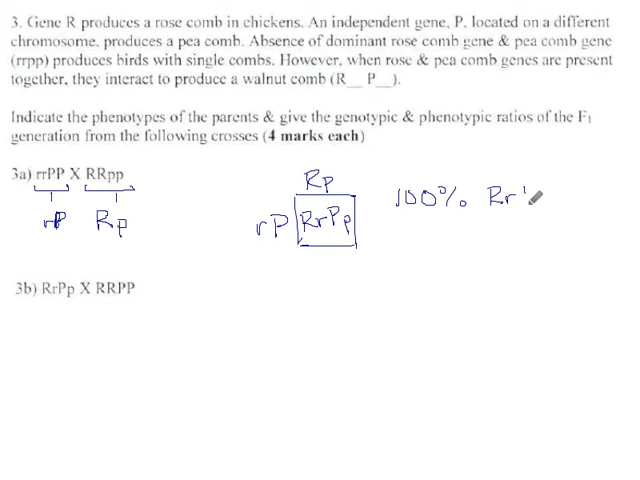 3. Gene R produces a rose comb in chickens. An independent gene, P, located on a different
chromosome, produces a pea comb. Absence of dominant rose comb gene & pea comb gene
(rrpp) produces birds with single combs. However, when rose & pea comb genes are present
together, they interact to produce a walnut comb (R__ P__).
Indicate the phenotypes of the parents & give the genotypic & phenotypic ratios of the F1
generation from the following crosses (4 marks each)
3a) rrPP X RRpp
rP Rp
Rp
rP RrPp
100% Rr
3b) RrPp X RRPP